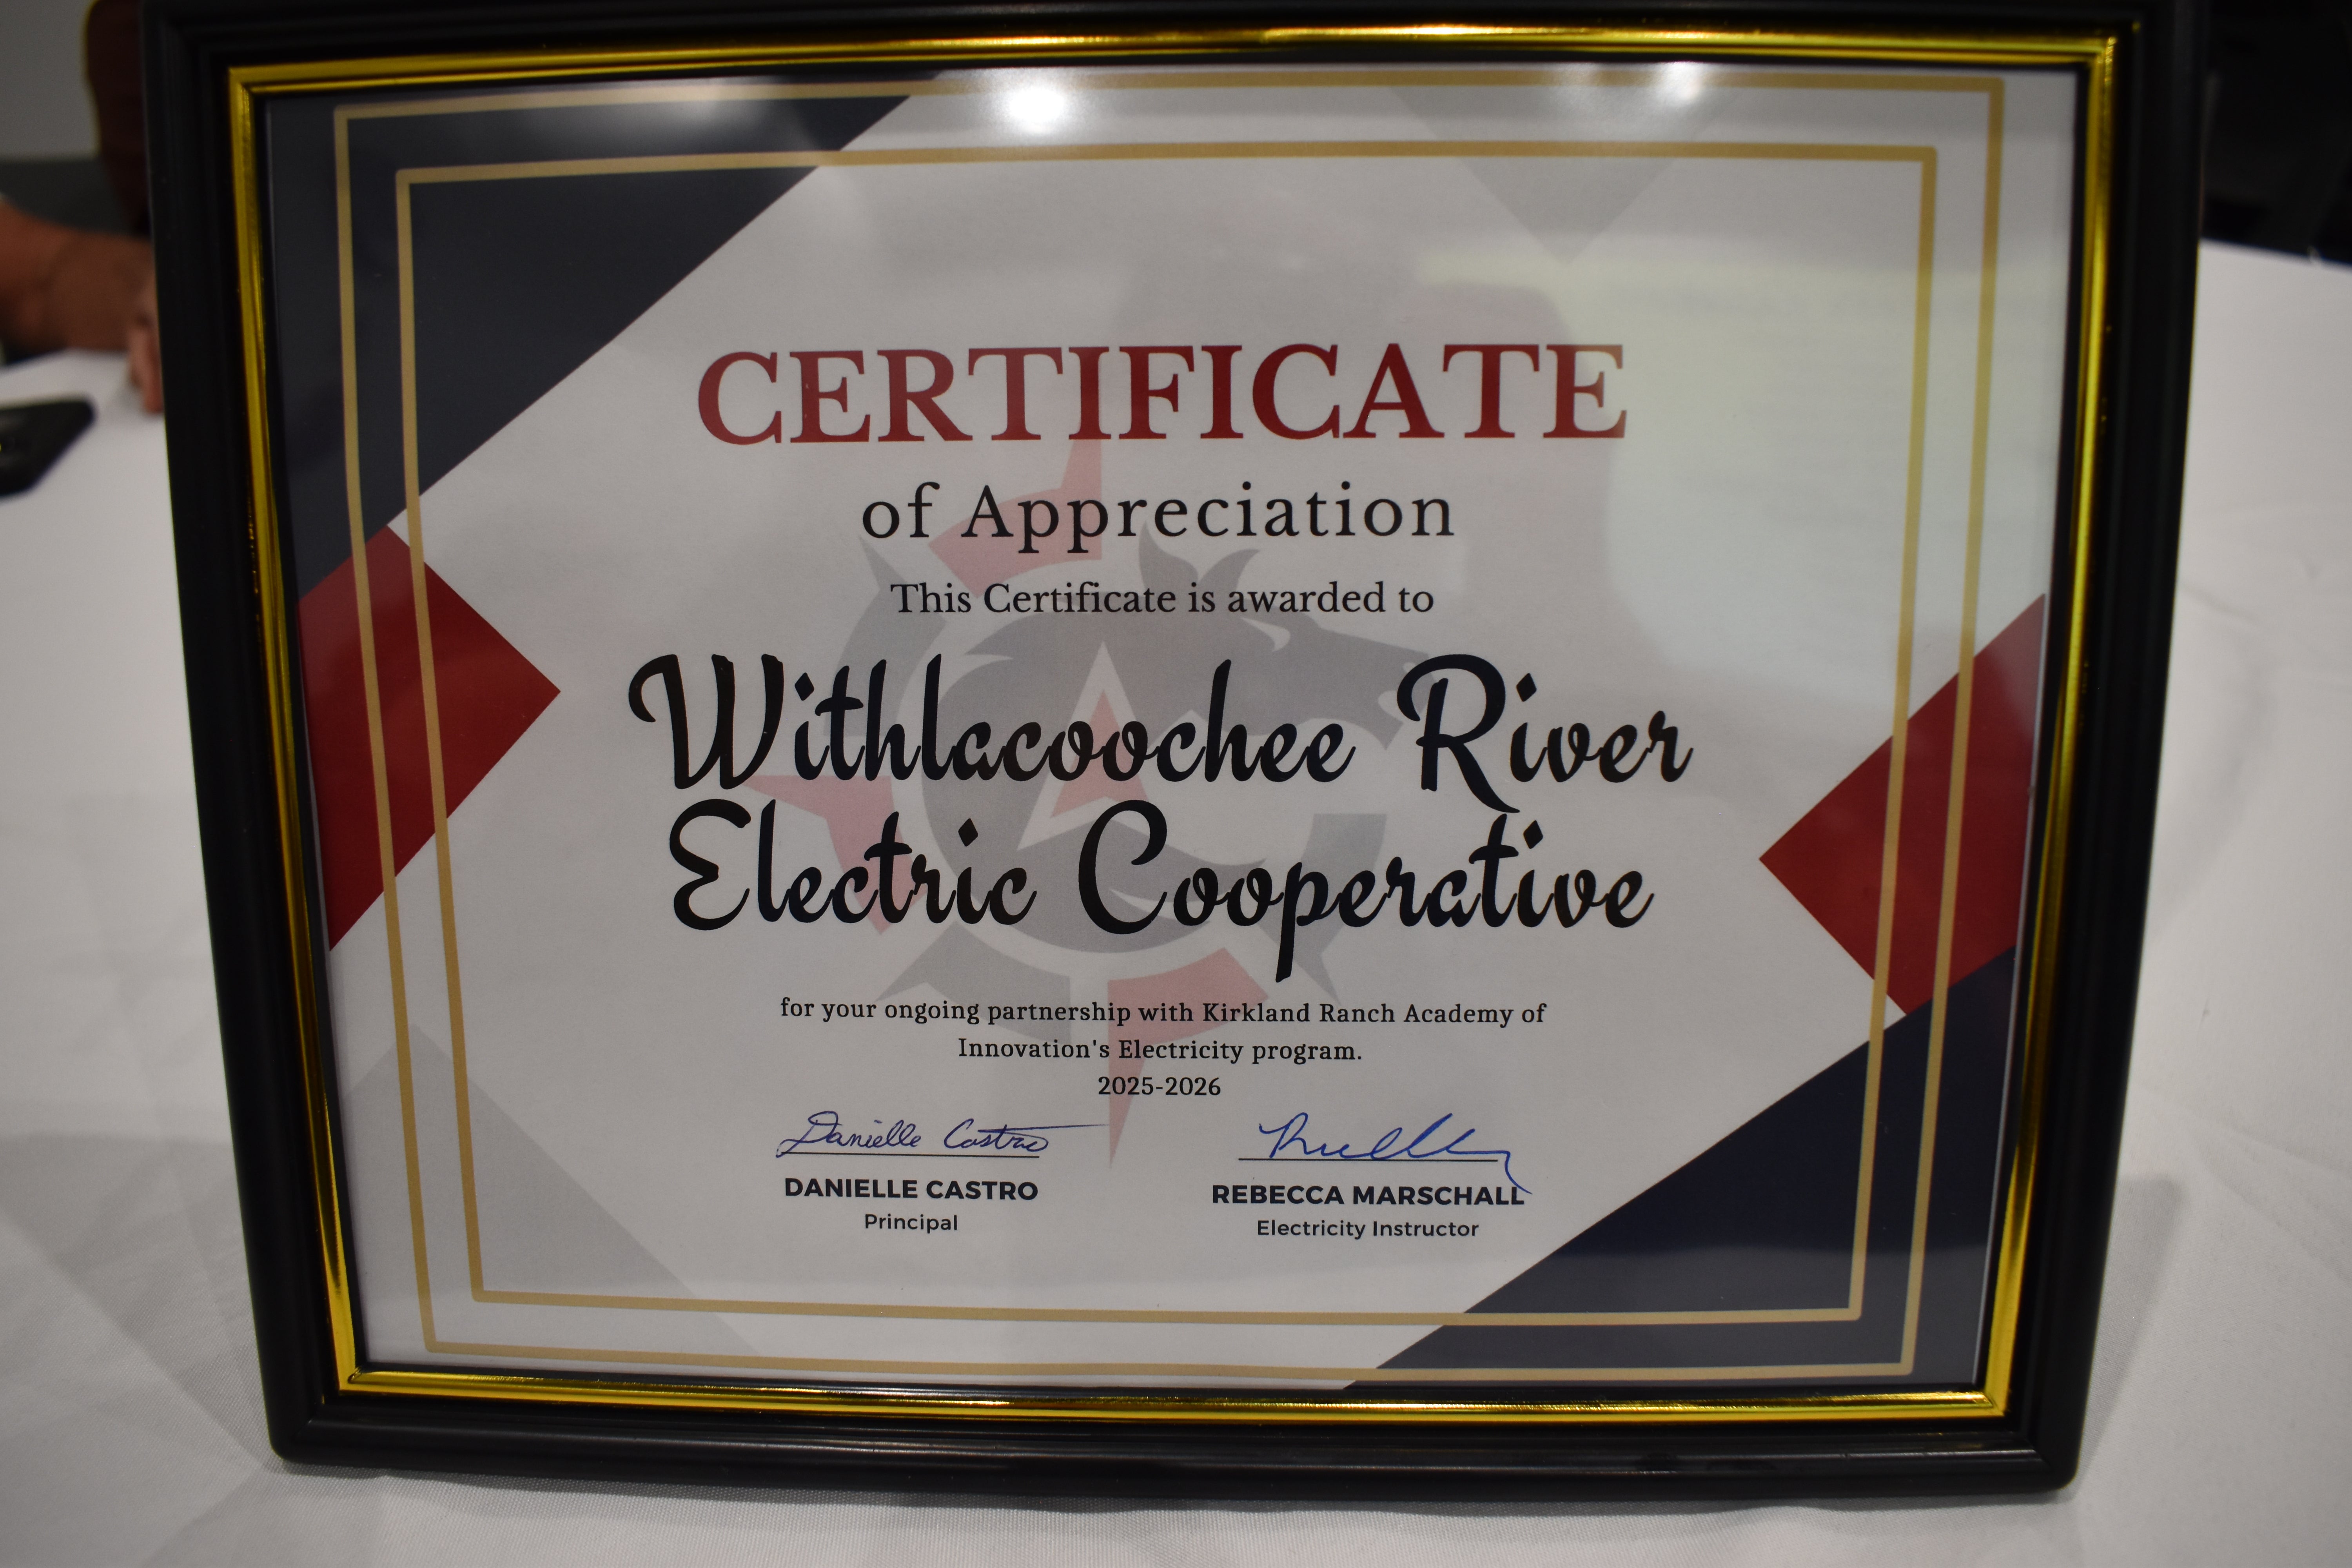 CERTIFICATE
of Appreciation
This Certificate is awarded to
Withlacoochee River
Electric Cooperative
for your ongoing partnership with Kirkland Ranch Academy of
Innovation's Electricity program.
2025-2026
Danielle Castro
DANIELLE CASTRO
Principal
REBECCA MARSCHALL
Electricity Instructor